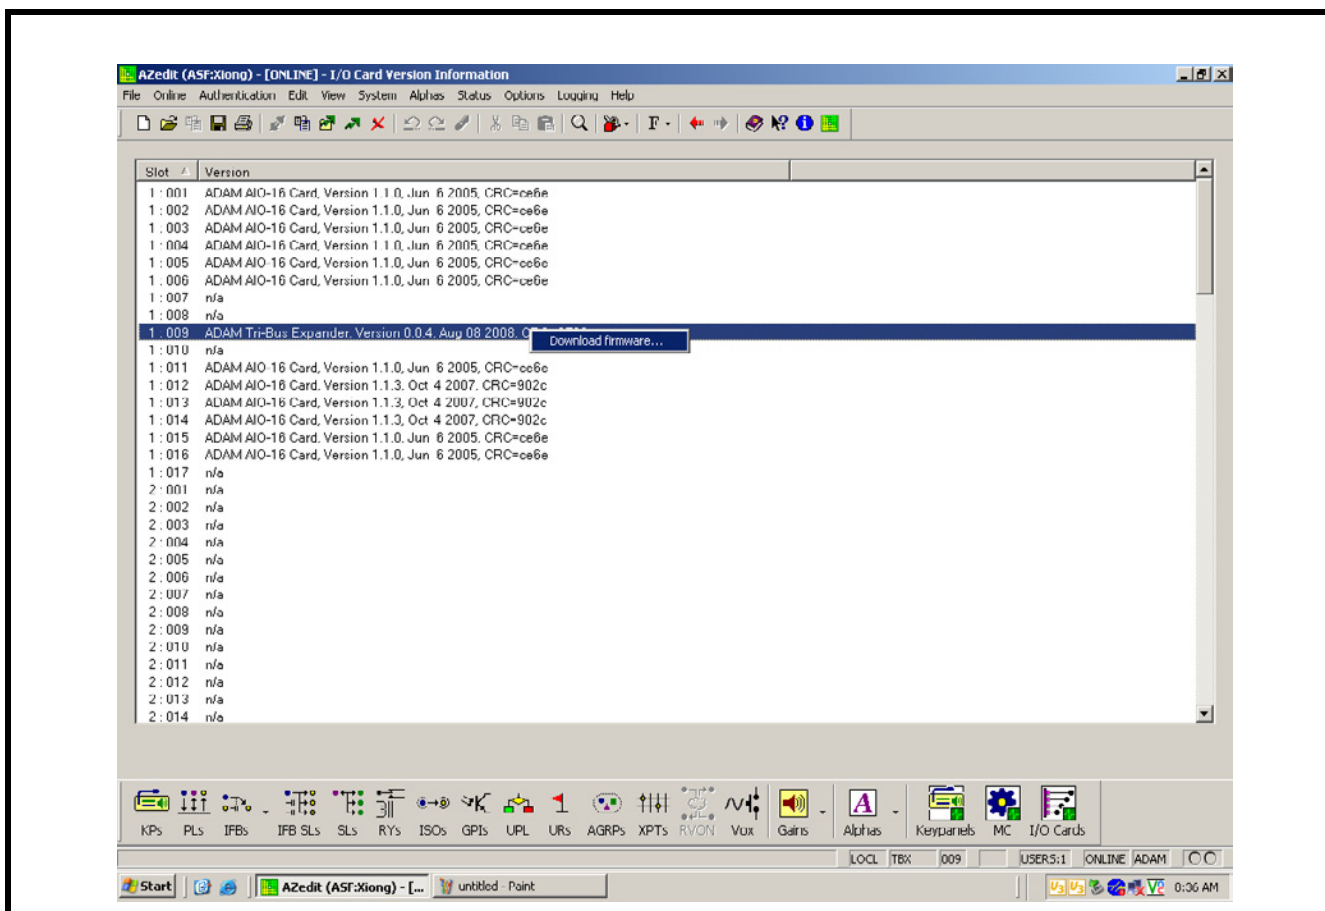 AZedit (ASF:Xiong) - [ONLINE] - I/O Card Version Information
File Online Authentication Edit View System Alphas Status Options Logging Help
F
Slot Version
1 : 001 ADAM AIO-16 Card, Version 1.1.0, Jun 6 2005, CRC=ce6e
1 : 002 ADAM AIO-16 Card, Version 1.1.0, Jun 6 2005, CRC=ce6e
1 : 003 ADAM AIO-16 Card, Version 1.1.0, Jun 6 2005, CRC=ce6e
1 : 004 ADAM AIO-16 Card, Version 1.1.0, Jun 6 2005, CRC=ce6e
1 : 005 ADAM AIO-16 Card, Version 1.1.0, Jun 6 2005, CRC=ce6e
1 : 006 ADAM AIO-16 Card, Version 1.1.0, Jun 6 2005, CRC=ce6e
1 : 007 n/a
1 : 008 n/a
1 : 009 ADAM Tri-Bus Expander, Version 0.0.4, Aug 08 2008,
Download firmware...
1 : 010 n/a
1 : 011 ADAM AIO-16 Card, Version 1.1.0, Jun 6 2005, CRC=ce6e
1 : 012 ADAM AIO-16 Card, Version 1.1.3, Oct 4 2007, CRC=902c
1 : 013 ADAM AIO-16 Card, Version 1.1.3, Oct 4 2007, CRC=902c
1 : 014 ADAM AIO-16 Card, Version 1.1.3, Oct 4 2007, CRC=902c
1 : 015 ADAM AIO-16 Card, Version 1.1.0, Jun 6 2005, CRC=ce6e
1 : 016 ADAM AIO-16 Card, Version 1.1.0, Jun 6 2005, CRC=ce6e
1 : 017 n/a
2 : 001 n/a
2 : 002 n/a
2 : 003 n/a
2 : 004 n/a
2 : 005 n/a
2 : 006 n/a
2 : 007 n/a
2 : 008 n/a
2 : 009 n/a
2 : 010 n/a
2 : 011 n/a
2 : 012 n/a
2 : 013 n/a
2 : 014 n/a
KPs PLs IFBs IFB SLs SLs RYs ISOs GPIs UPL URs AGRPs XPTs RVON Vox Gains Alphas Keypanels MC I/O Cards
LOCL TBX 009 USERS:1 ONLINE ADAM
Start AZedit (ASF:Xiong) - [... untitled - Paint 0:36 AM